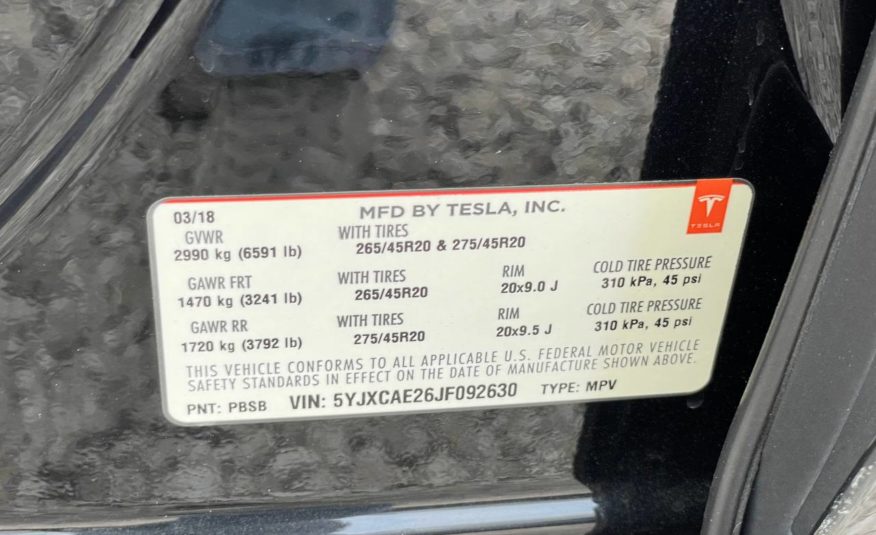 03/18 MFD BY TESLA, INC.
TESLA
GVWR WITH TIRES
2990 kg (6591 lb) 265/45R20 & 275/45R20
GAWR FRT WITH TIRES RIM COLD TIRE PRESSURE
1470 kg (3241 lb) 265/45R20 20x9.0 J 310 kPa, 45 psi
GAWR RR WITH TIRES RIM COLD TIRE PRESSURE
1720 kg (3792 lb) 275/45R20 20x9.5 J 310 kPa, 45 psi
THIS VEHICLE CONFORMS TO ALL APPLICABLE U.S. FEDERAL MOTOR VEHICLE
SAFETY STANDARDS IN EFFECT ON THE DATE OF MANUFACTURE SHOWN ABOVE.
PNT: PBSB VIN: 5YJXCAE26JF092630 TYPE: MPV